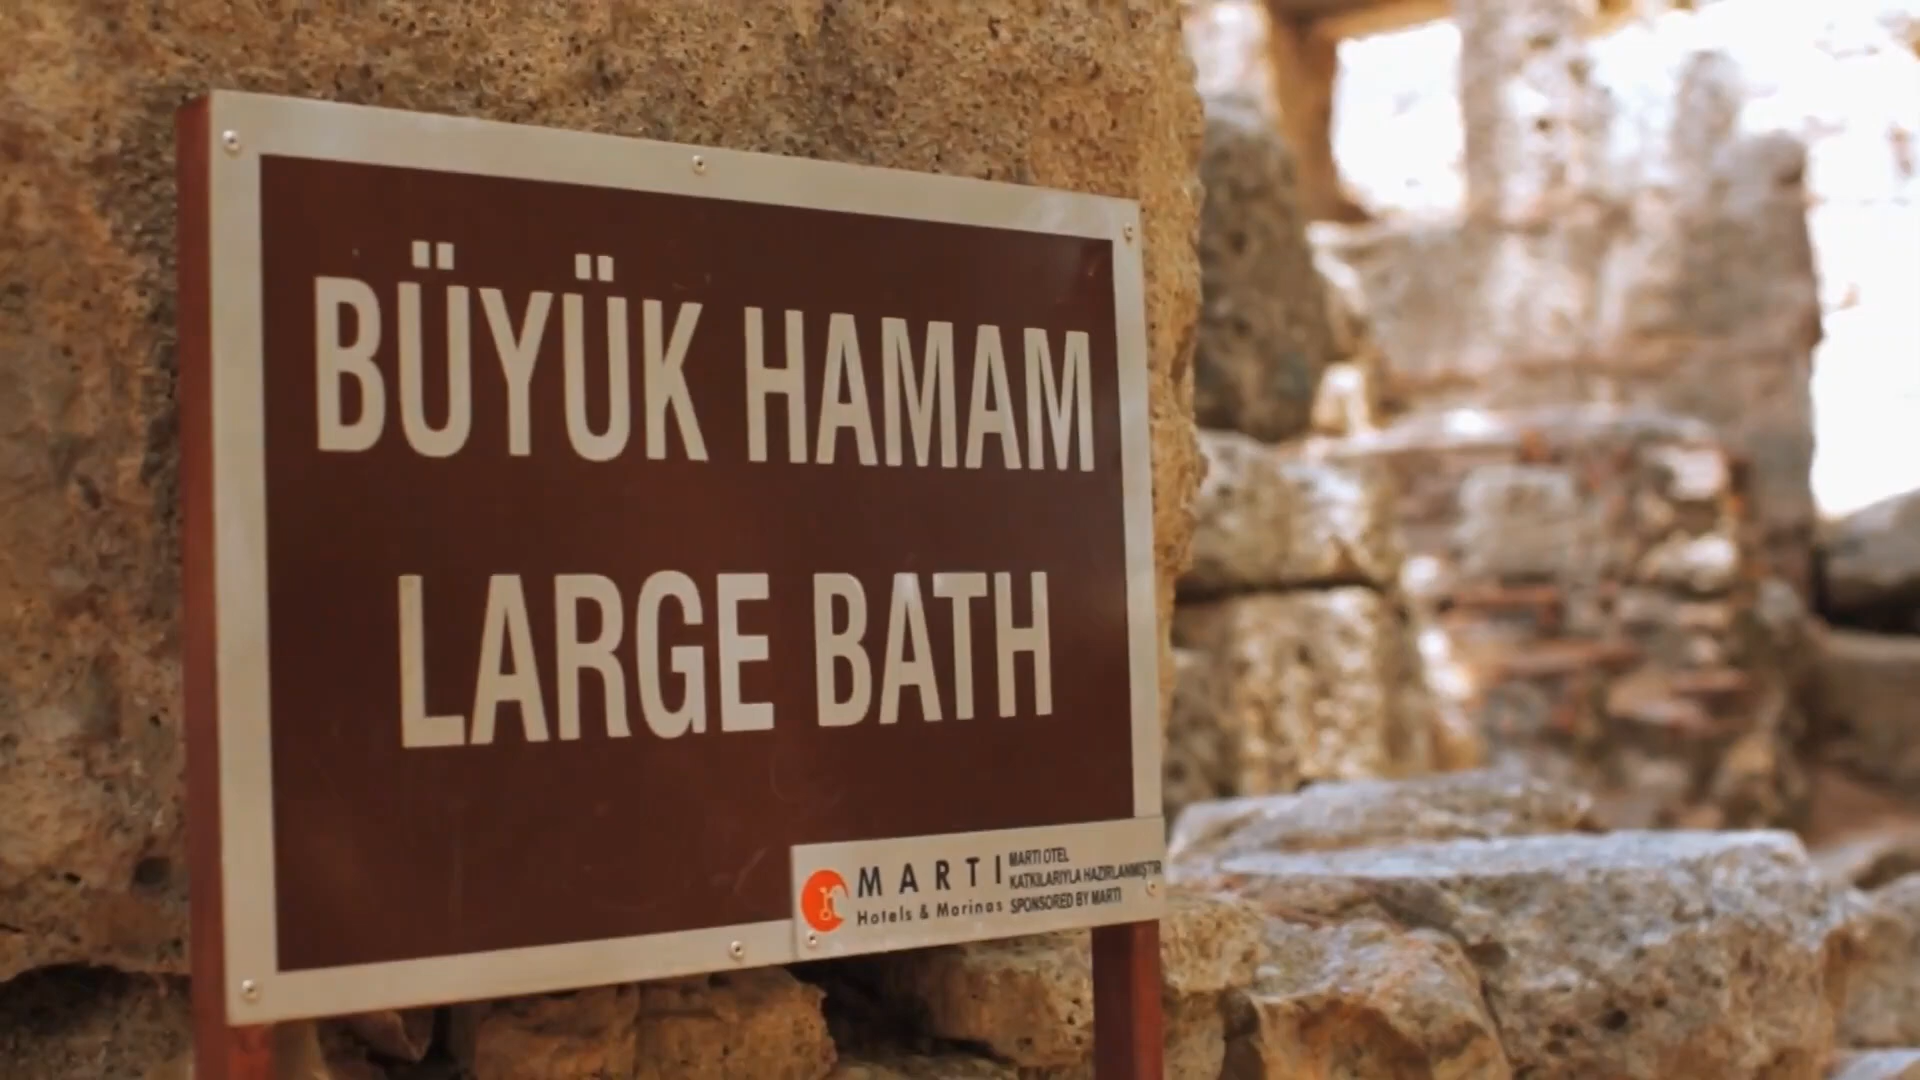 BÜYÜK HAMAM
LARGE BATH
MARTI
Hotels & Marinas
MARTI OTEL
KATKILARIYLA HAZIRLANMIŞTIR
SPONSORED BY MARTI